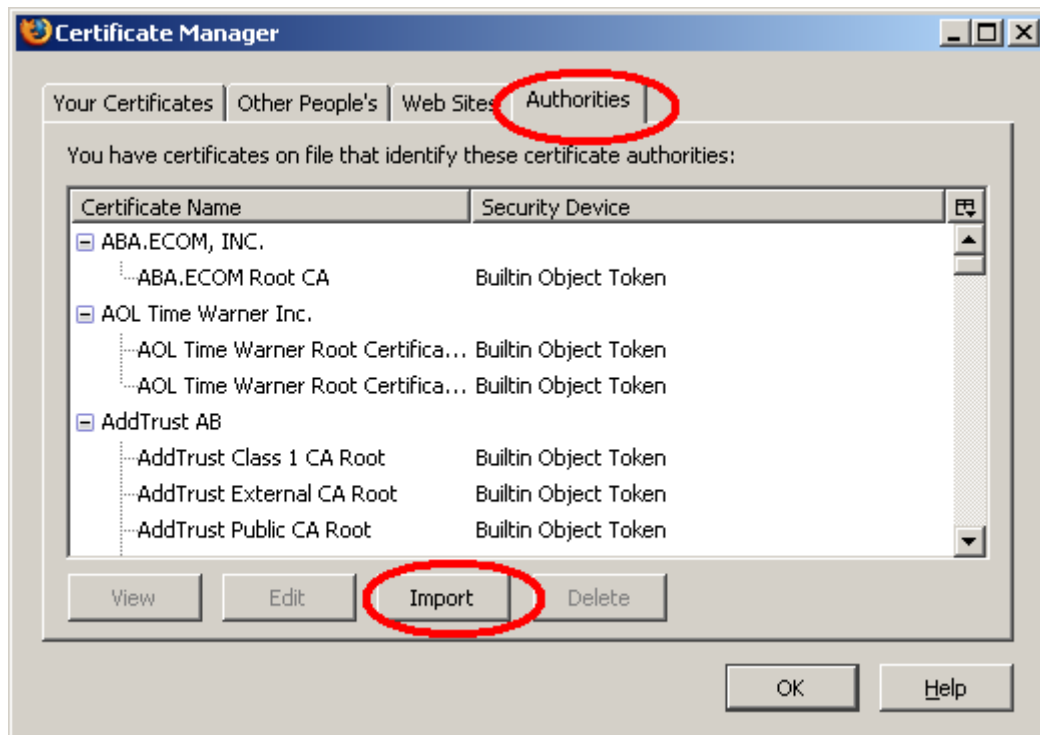 Certificate Manager
Your Certificates Other People's Web Sites Authorities
You have certificates on file that identify these certificate authorities:
Certificate Name Security Device
ABA.ECOM, INC.
ABA.ECOM Root CA Builtin Object Token
AOL Time Warner Inc.
AOL Time Warner Root Certifica... Builtin Object Token
AOL Time Warner Root Certifica... Builtin Object Token
AddTrust AB
AddTrust Class 1 CA Root Builtin Object Token
AddTrust External CA Root Builtin Object Token
AddTrust Public CA Root Builtin Object Token
View Edit Import Delete
OK Help